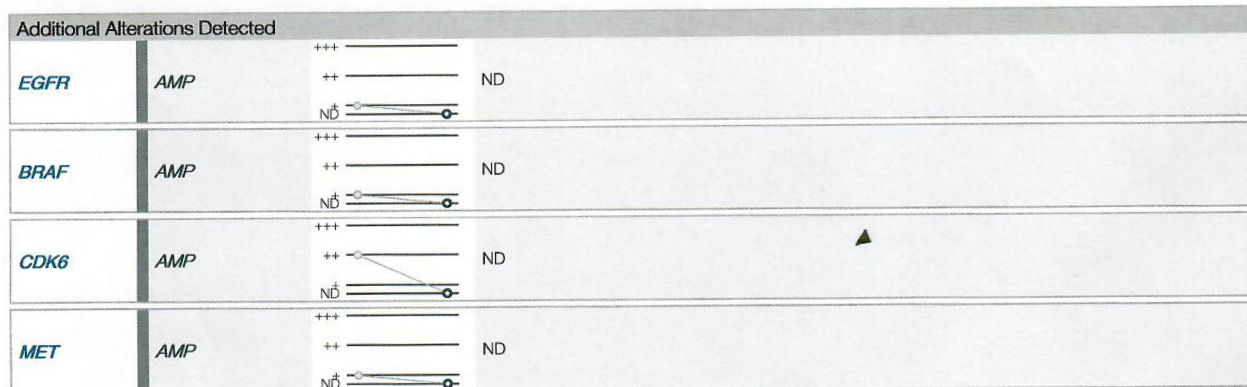 Additional Alterations Detected
EGFR AMP +++ ND
++
+
ND
BRAF AMP +++ ND
++
+
ND
CDK6 AMP +++ ND
++
+
ND
MET AMP +++ ND
++
+
ND